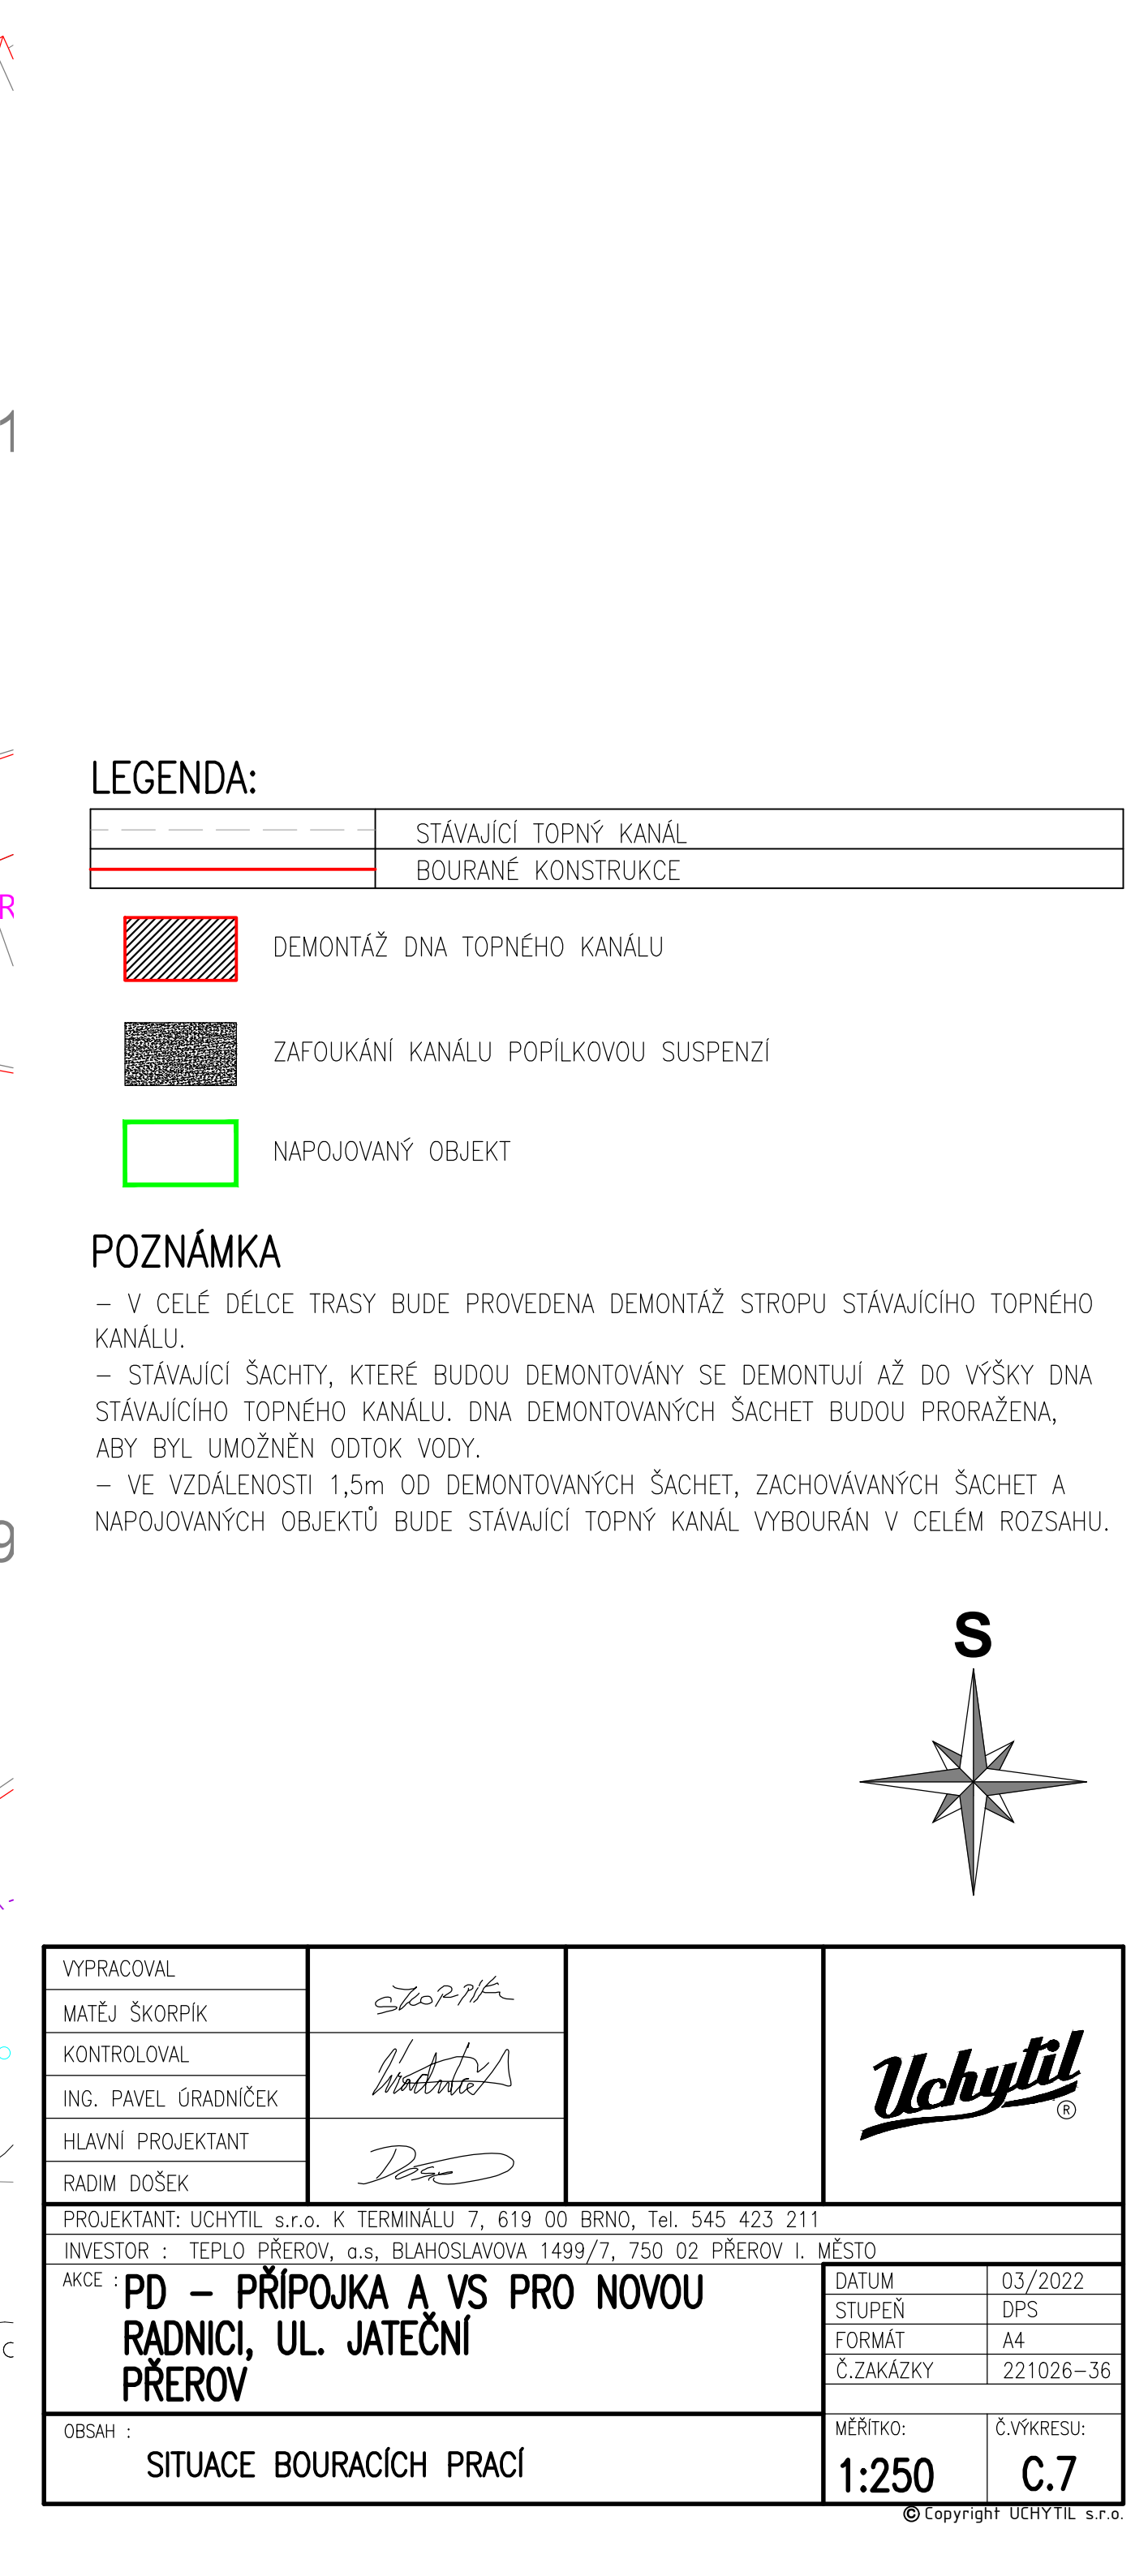 LEGENDA:
STÁVAJÍCÍ TOPNÝ KANÁL
BOURANÉ KONSTRUKCE
DEMONTÁŽ DNA TOPNÉHO KANÁLU
ZAFOUKÁNÍ KANÁLU POPÍLKOVOU SUSPENZÍ
NAPOJOVANÝ OBJEKT
POZNÁMKA
– V CELÉ DÉLCE TRASY BUDE PROVEDENA DEMONTÁŽ STROPU STÁVAJÍCÍHO TOPNÉHO
KANÁLU.
– STÁVAJÍCÍ ŠACHTY, KTERÉ BUDOU DEMONTOVÁNY SE DEMONTUJÍ AŽ DO VÝŠKY DNA
STÁVAJÍCÍHO TOPNÉHO KANÁLU. DNA DEMONTOVANÝCH ŠACHET BUDOU PRORAŽENA,
ABY BYL UMOŽNĚN ODTOK VODY.
– VE VZDÁLENOSTI 1,5m OD DEMONTOVANÝCH ŠACHET, ZACHOVÁVANÝCH ŠACHET A
NAPOJOVANÝCH OBJEKTŮ BUDE STÁVAJÍCÍ TOPNÝ KANÁL VYBOURÁN V CELÉM ROZSAHU.
S
VYPRACOVAL
MATĚJ ŠKORPÍK
KONTROLOVAL
ING. PAVEL ÚRADNÍČEK
HLAVNÍ PROJEKTANT
RADIM DOŠEK
Uchytil ®
PROJEKTANT: UCHYTIL s.r.o. K TERMINÁLU 7, 619 00 BRNO, Tel. 545 423 211
INVESTOR : TEPLO PŘEROV, a.s, BLAHOSLAVOVA 1499/7, 750 02 PŘEROV I. MĚSTO
AKCE : PD – PŘÍPOJKA A VS PRO NOVOU
RADNICI, UL. JATEČNÍ
PŘEROV
DATUM 03/2022
STUPEŇ DPS
FORMÁT A4
Č.ZAKÁZKY 221026–36
OBSAH :
SITUACE BOURACÍCH PRACÍ
MĚŘÍTKO: Č.VÝKRESU:
1:250 C.7
© Copyright UCHYTIL s.r.o.